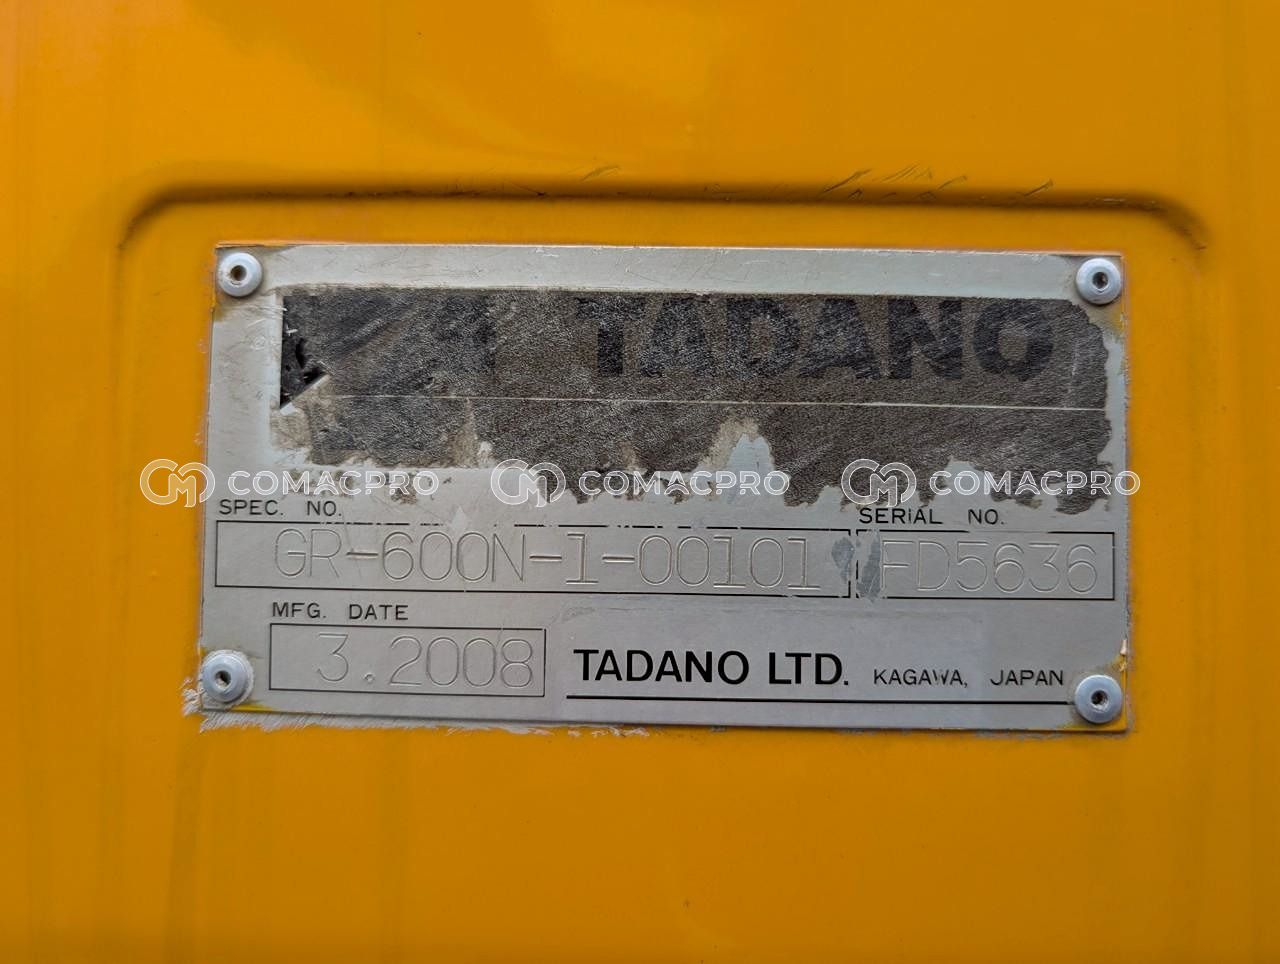 TADANO
COMACPRO COMACPRO COMACPRO
SPEC. NO. SERIAL NO.
GR-600N-1-00101 FD5636
MFG. DATE
3.2008
TADANO LTD. KAGAWA, JAPAN